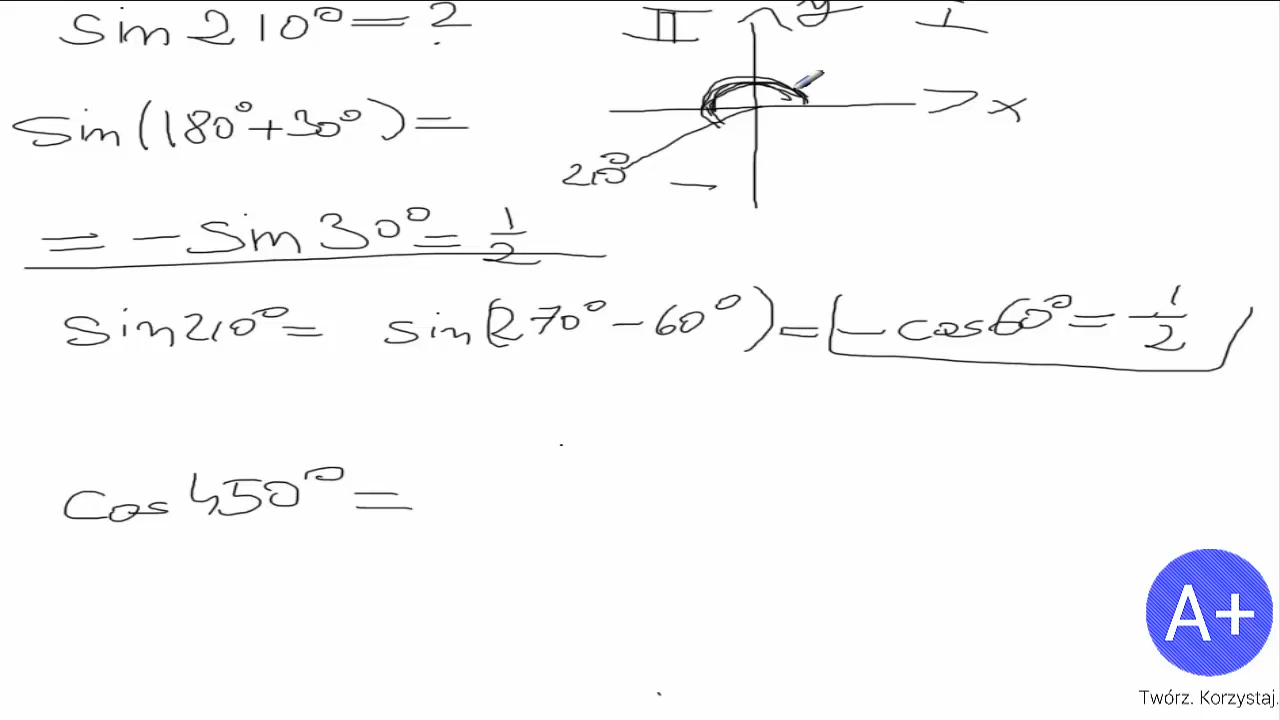 sin 210° = ?
II y I
sin(180° + 30°) =
x
210° —
= - sin 30° = 1/2
sin 210° = sin(270° - 60°) = - cos 60° = 1/2
cos 450° =
A+
Twórz. Korzystaj.